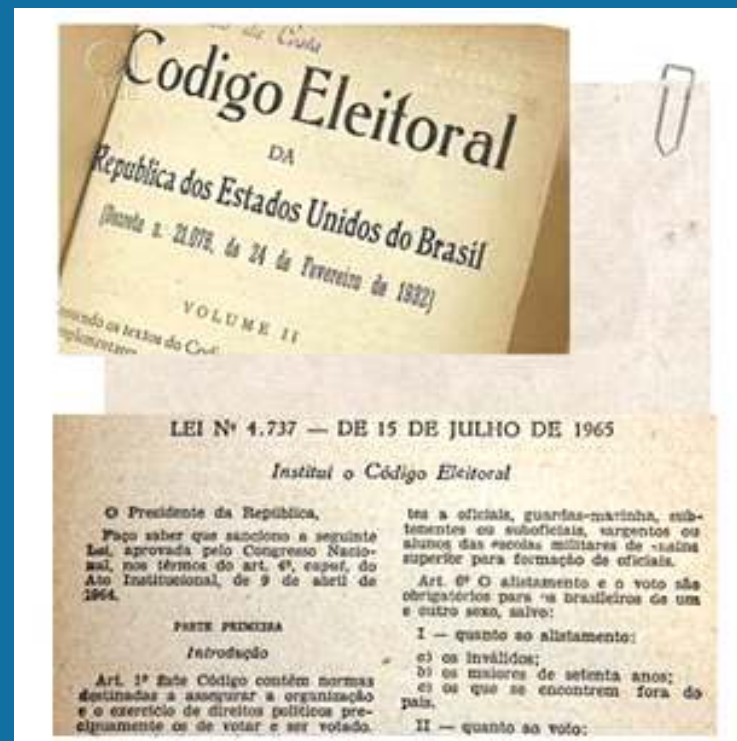 da Costa
Codigo Eleitoral
DA
Republica dos Estados Unidos do Brasil
(Decreto n. 21.076, de 24 de Fevereiro de 1932)
VOLUME II
os textos do
LEI Nº 4.737 — DE 15 DE JULHO DE 1965
Institui o Código Eleitoral
O Presidente da República,
Faço saber que sanciono a seguinte
Lei, aprovada pelo Congresso Nacio-
nal, nos têrmos do art. 4º, caput, do
Ato Institucional, de 9 de abril de
1964.
PARTE PRIMEIRA
Introdução
Art. 1º Este Código contém normas
destinadas a assegurar a organização
e o exercício de direitos políticos pre-
cipuamente os de votar e ser votado.
tes a oficiais, guardas-marinha, sub-
tenentes ou suboficiais, sargentos ou
alunos das escolas militares de ensino
superior para formação de oficiais.
Art. 6º O alistamento e o voto são
obrigatórios para os brasileiros de um
e outro sexo, salvo:
I — quanto ao alistamento:
a) os inválidos;
b) os maiores de setenta anos;
c) os que se encontrem fora do
país.
II — quanto ao voto: